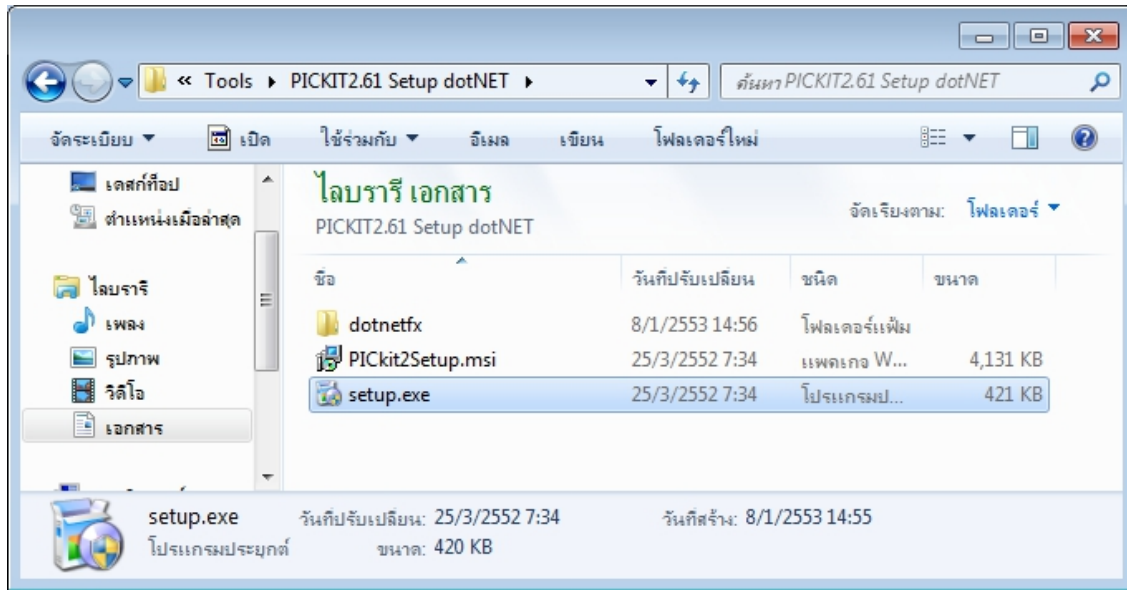 « Tools ▸ PICKIT2.61 Setup dotNET ▸ ค้นหา PICKIT2.61 Setup dotNET
จัดระเบียบ เปิด ใช้ร่วมกับ อีเมล เขียน โฟลเดอร์ใหม่
เดสก์ท็อป
ตำแหน่งเมื่อล่าสุด
ไลบรารี
เพลง
รูปภาพ
วิดีโอ
เอกสาร
ไลบรารี เอกสาร
PICKIT2.61 Setup dotNET
จัดเรียงตาม: โฟลเดอร์
ชื่อ วันที่ปรับเปลี่ยน ชนิด ขนาด
dotnetfx 8/1/2553 14:56 โฟลเดอร์แฟ้ม
PICkit2Setup.msi 25/3/2552 7:34 แพคเกจ W... 4,131 KB
setup.exe 25/3/2552 7:34 โปรแกรมป... 421 KB
setup.exe วันที่ปรับเปลี่ยน: 25/3/2552 7:34 วันที่สร้าง: 8/1/2553 14:55
โปรแกรมประยุกต์ ขนาด: 420 KB